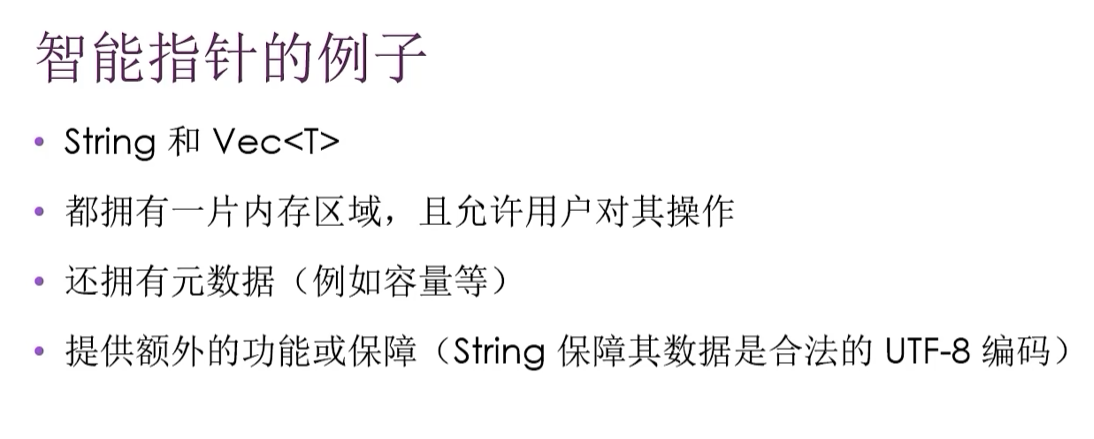 智能指针的例子
• String 和 Vec<T>
• 都拥有一片内存区域，且允许用户对其操作
• 还拥有元数据（例如容量等）
• 提供额外的功能或保障（String 保障其数据是合法的 UTF-8 编码）